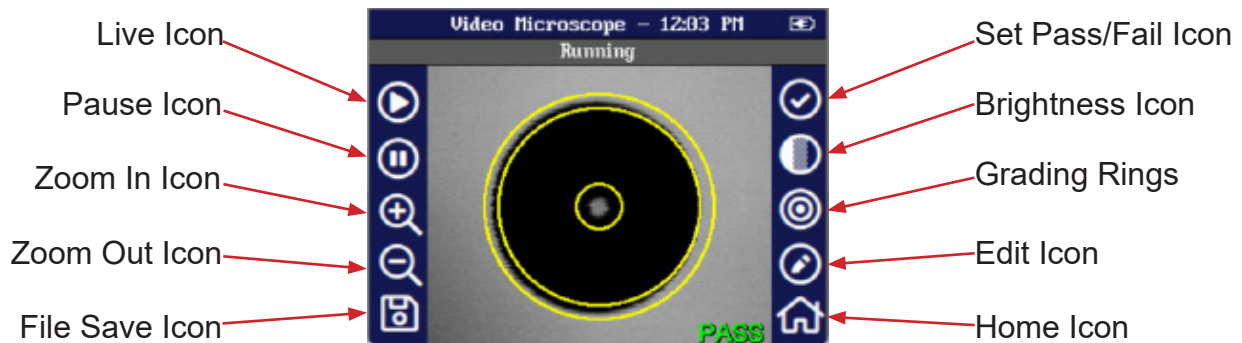 Video Microscope - 12:03 PM
Running
Live Icon
Pause Icon
Zoom In Icon
Zoom Out Icon
File Save Icon
Set Pass/Fail Icon
Brightness Icon
Grading Rings
Edit Icon
Home Icon
PASS